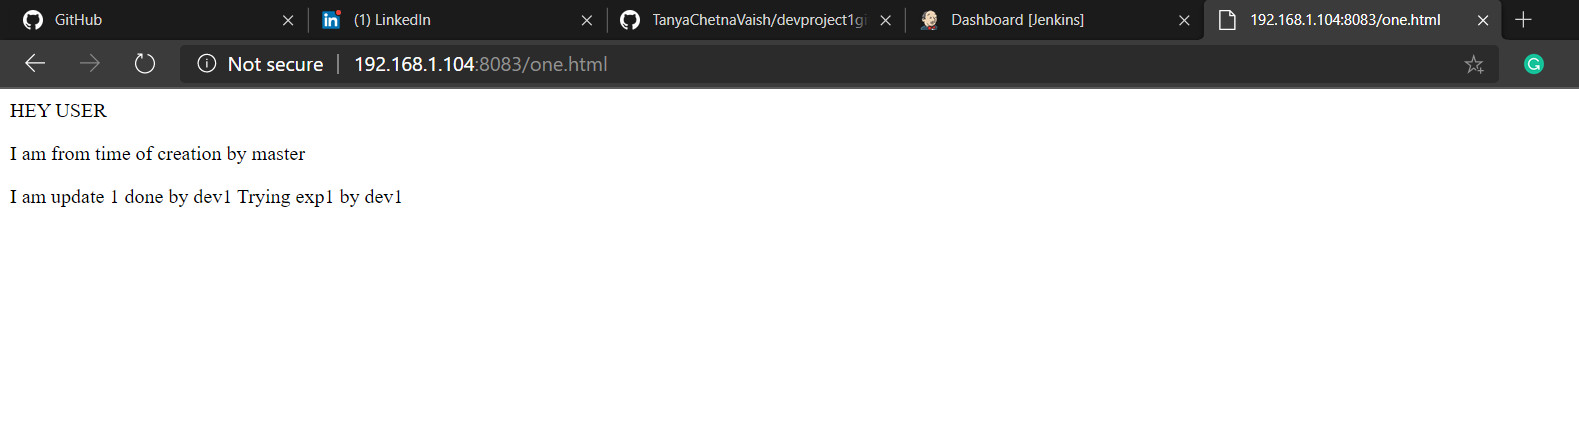 GitHub
(1) LinkedIn
TanyaChetnaVaish/devproject1gi
Dashboard [Jenkins]
192.168.1.104:8083/one.html
Not secure | 192.168.1.104:8083/one.html
HEY USER
I am from time of creation by master
I am update 1 done by dev1 Trying exp1 by dev1